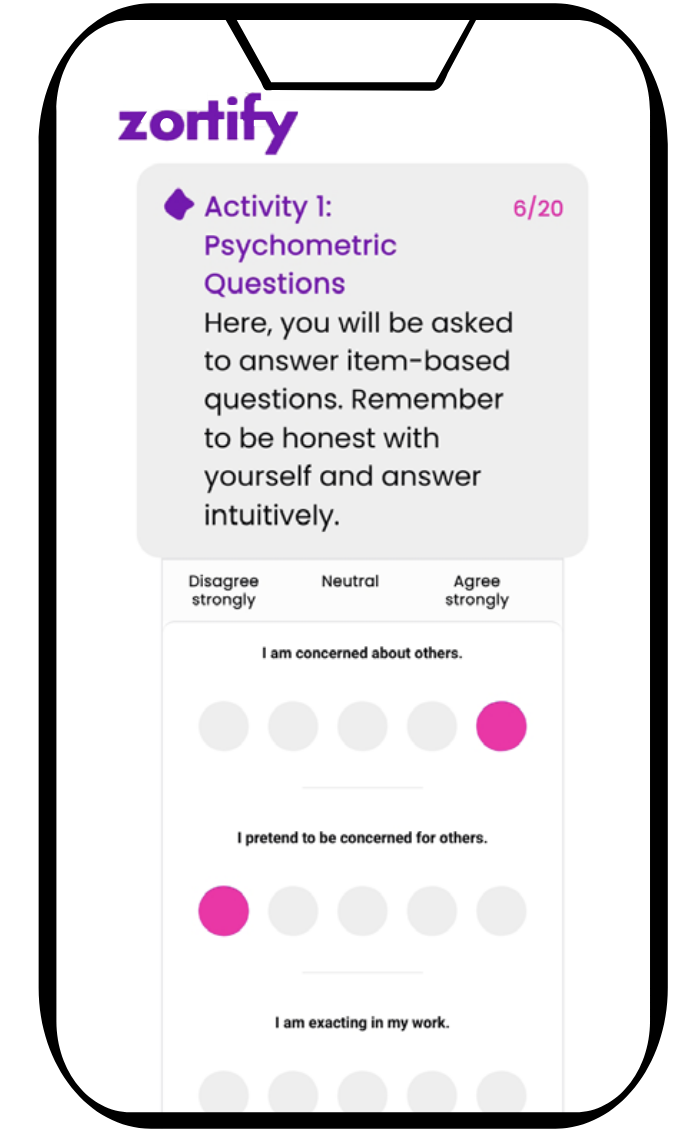 zortify
Activity 1:
6/20
Psychometric
Questions
Here, you will be asked
to answer item-based
questions. Remember
to be honest with
yourself and answer
intuitively.
Disagree
strongly
Neutral
Agree
strongly
I am concerned about others.
I pretend to be concerned for others.
I am exacting in my work.